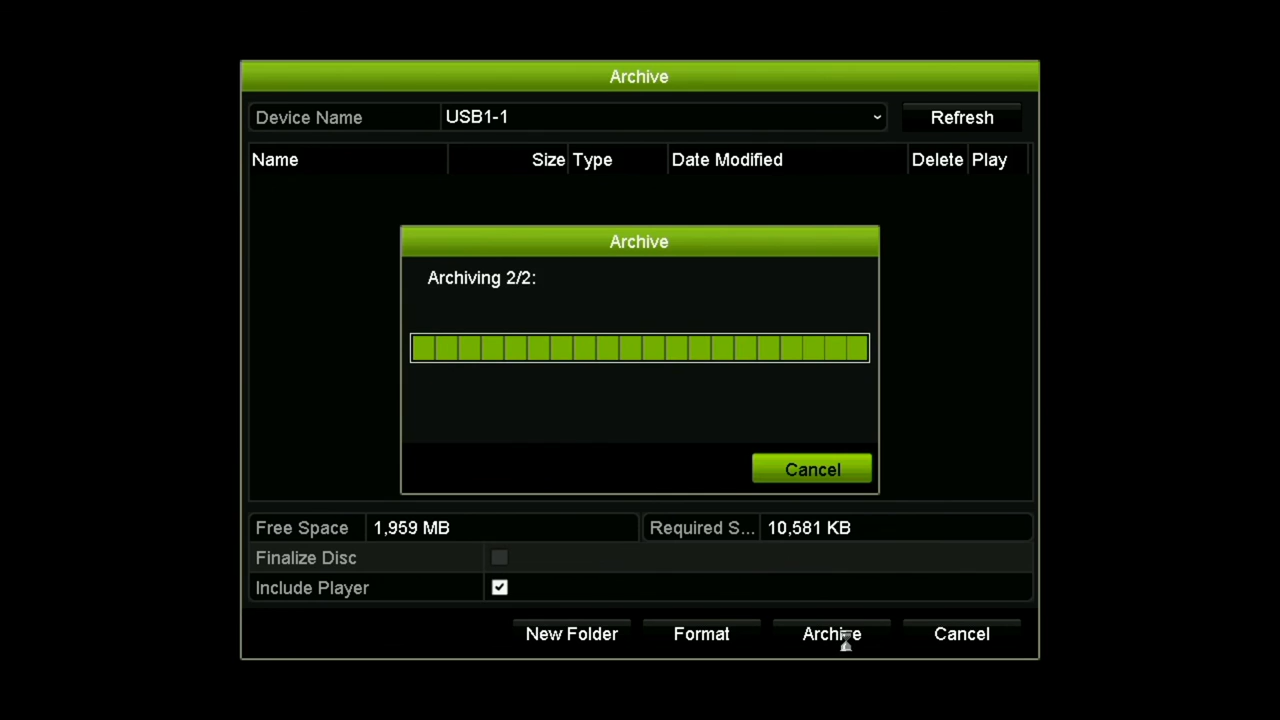 Archive
Device Name USB1-1 Refresh
Name Size Type Date Modified Delete Play
Archive
Archiving 2/2:
Cancel
Free Space 1,959 MB Required S... 10,581 KB
Finalize Disc
Include Player
New Folder Format Archive Cancel